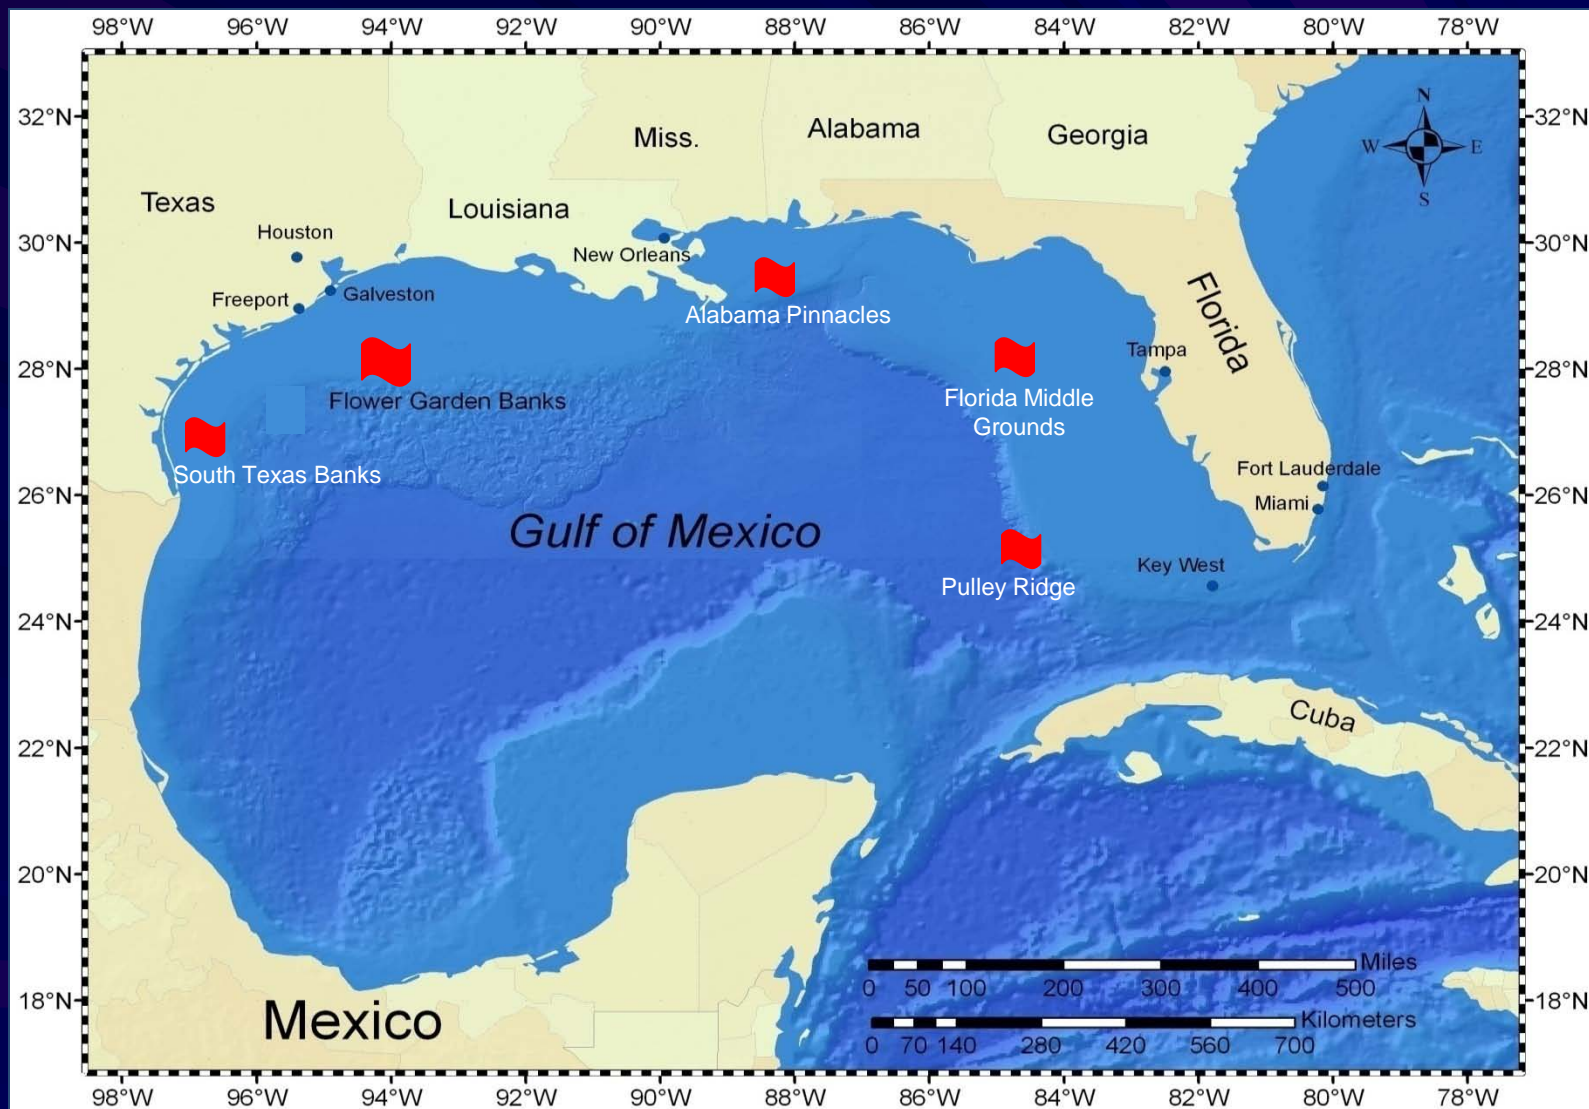 98°W 96°W 94°W 92°W 90°W 88°W 86°W 84°W 82°W 80°W 78°W
32°N 32°N
N
W E
S
Miss. Alabama Georgia
Texas
Louisiana
Houston
30°N 30°N
New Orleans
Freeport Galveston
Alabama Pinnacles
Florida
Tampa
28°N 28°N
Flower Garden Banks
Florida Middle
Grounds
South Texas Banks
Fort Lauderdale
26°N 26°N
Miami
Gulf of Mexico
Key West
Pulley Ridge
24°N 24°N
Cuba
22°N 22°N
20°N 20°N
Miles
0 50 100 200 300 400 500
18°N 18°N
Mexico
Kilometers
0 70 140 280 420 560 700
98°W 96°W 94°W 92°W 90°W 88°W 86°W 84°W 82°W 80°W 78°W